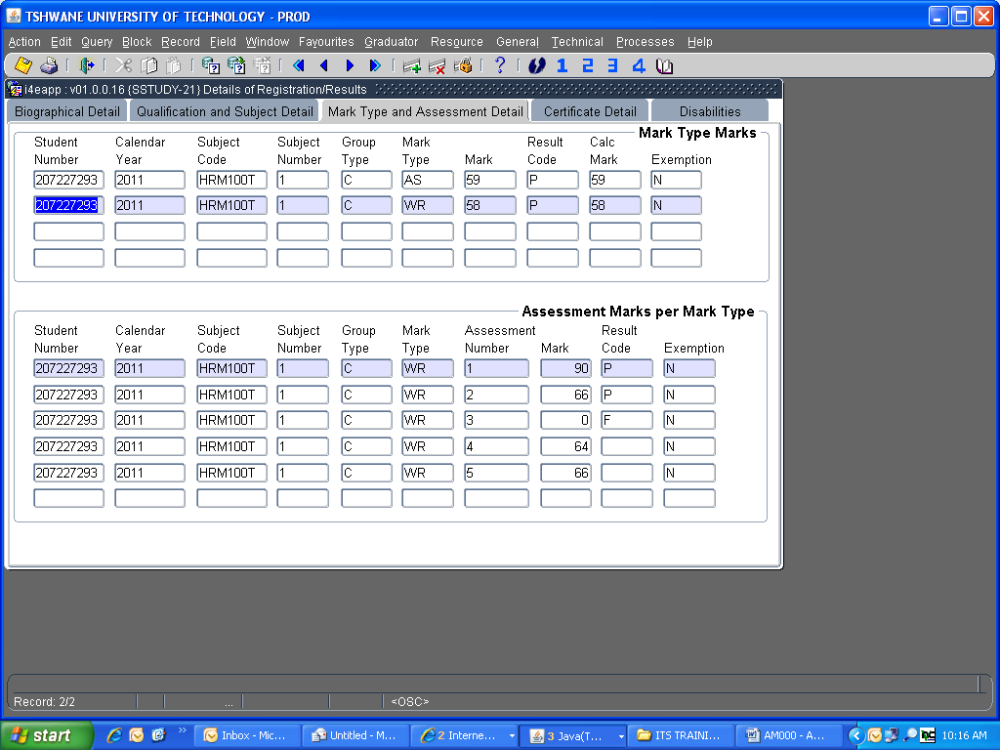 TSHWANE UNIVERSITY OF TECHNOLOGY - PROD
Action Edit Query Block Record Field Window Favourites Graduator Resource General Technical Processes Help
? 1 2 3 4
i4eapp : v01.0.0.16 {SSTUDY-21} Details of Registration/Results
Biographical Detail Qualification and Subject Detail Mark Type and Assessment Detail Certificate Detail Disabilities
Mark Type Marks
Student Calendar Subject Subject Group Mark Result Calc
Number Year Code Number Type Type Mark Code Mark Exemption
207227293 2011 HRM100T 1 C AS 59 P 59 N
207227293 2011 HRM100T 1 C WR 58 P 58 N
Assessment Marks per Mark Type
Student Calendar Subject Subject Group Mark Assessment Result
Number Year Code Number Type Type Number Mark Code Exemption
207227293 2011 HRM100T 1 C WR 1 90 P N
207227293 2011 HRM100T 1 C WR 2 66 P N
207227293 2011 HRM100T 1 C WR 3 0 F N
207227293 2011 HRM100T 1 C WR 4 64 N
207227293 2011 HRM100T 1 C WR 5 66 N
Record: 2/2 ... <OSC>
start Inbox - Mic... Untitled - M... 2 Interne... 3 Java(T... ITS TRAINI... AM000 - A... 10:16 AM